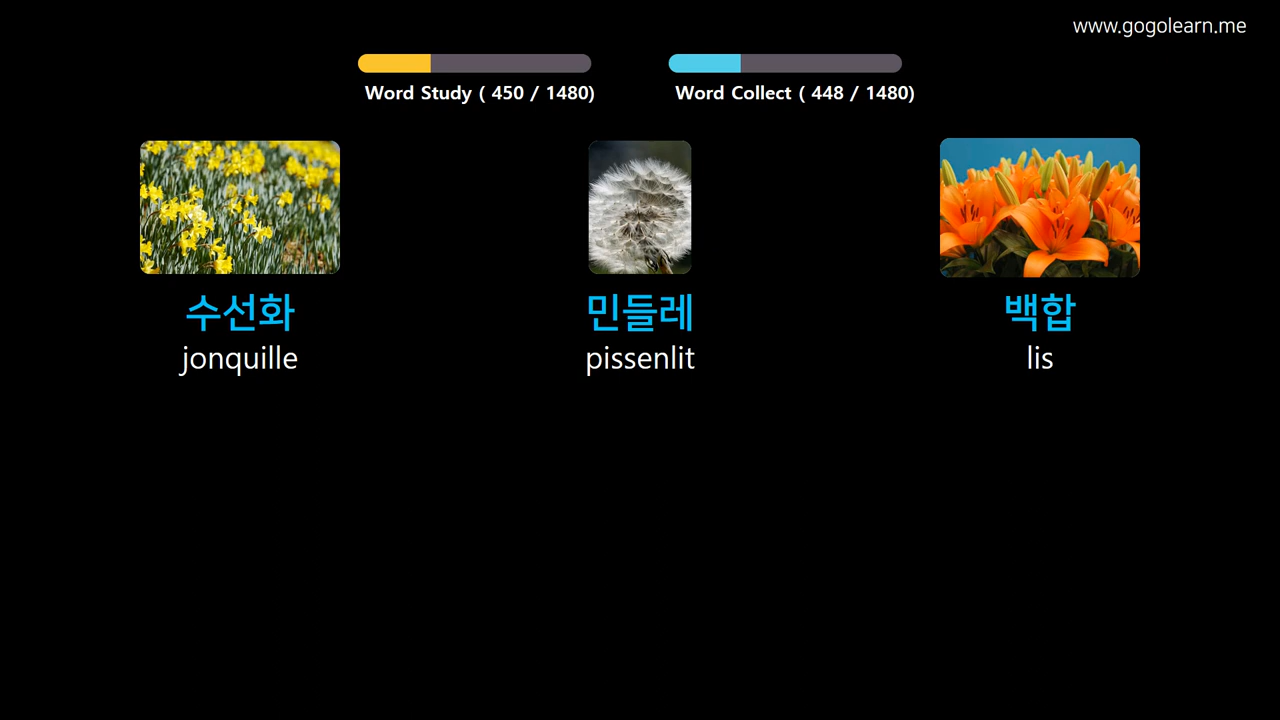 www.gogolearn.me
Word Study ( 450 / 1480)
Word Collect ( 448 / 1480)
수선화
jonquille
민들레
pissenlit
백합
lis